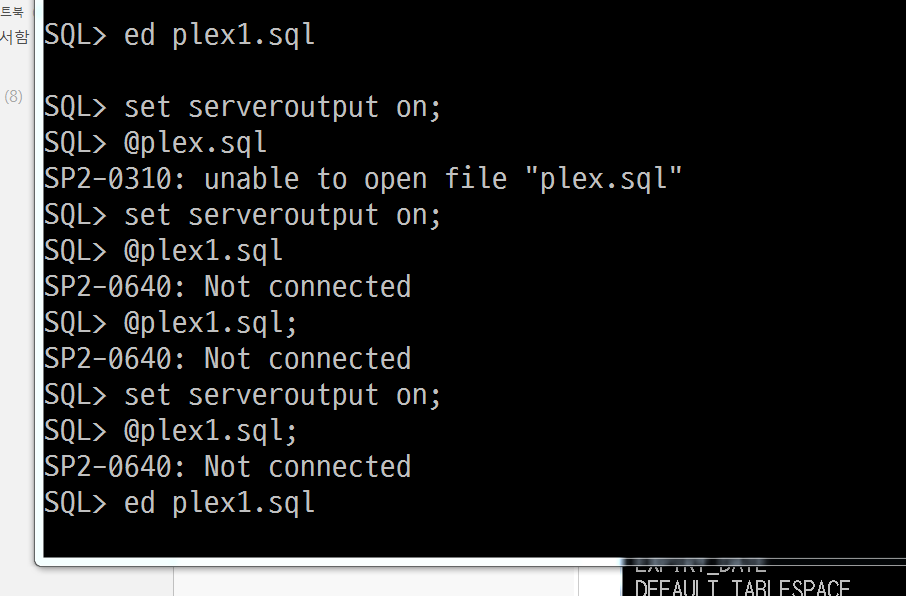 트북
서함
(8)
SQL> ed plex1.sql
SQL> set serveroutput on;
SQL> @plex.sql
SP2-0310: unable to open file "plex.sql"
SQL> set serveroutput on;
SQL> @plex1.sql
SP2-0640: Not connected
SQL> @plex1.sql;
SP2-0640: Not connected
SQL> set serveroutput on;
SQL> @plex1.sql;
SP2-0640: Not connected
SQL> ed plex1.sql
EXPIRY_DATE
DEFAULT_TABLESPACE